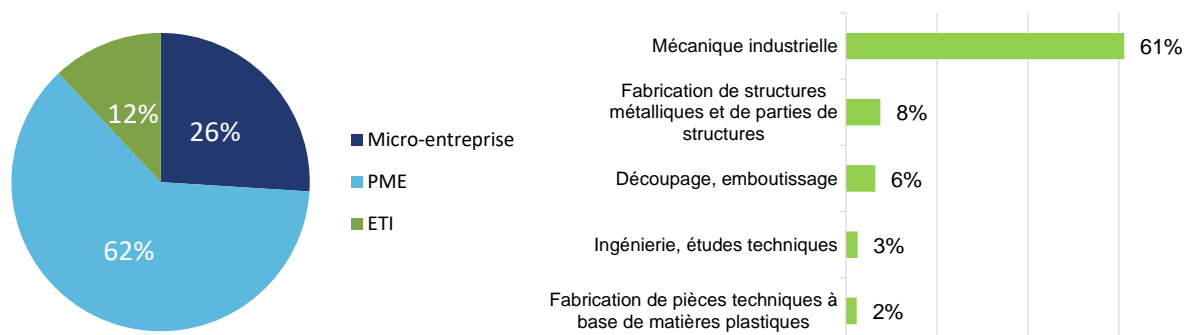 26%
62%
12%
Micro-entreprise
PME
ETI
Mécanique industrielle
61%
Fabrication de structures
métalliques et de parties de
structures
8%
Découpage, emboutissage
6%
Ingénierie, études techniques
3%
Fabrication de pièces techniques à
base de matières plastiques
2%